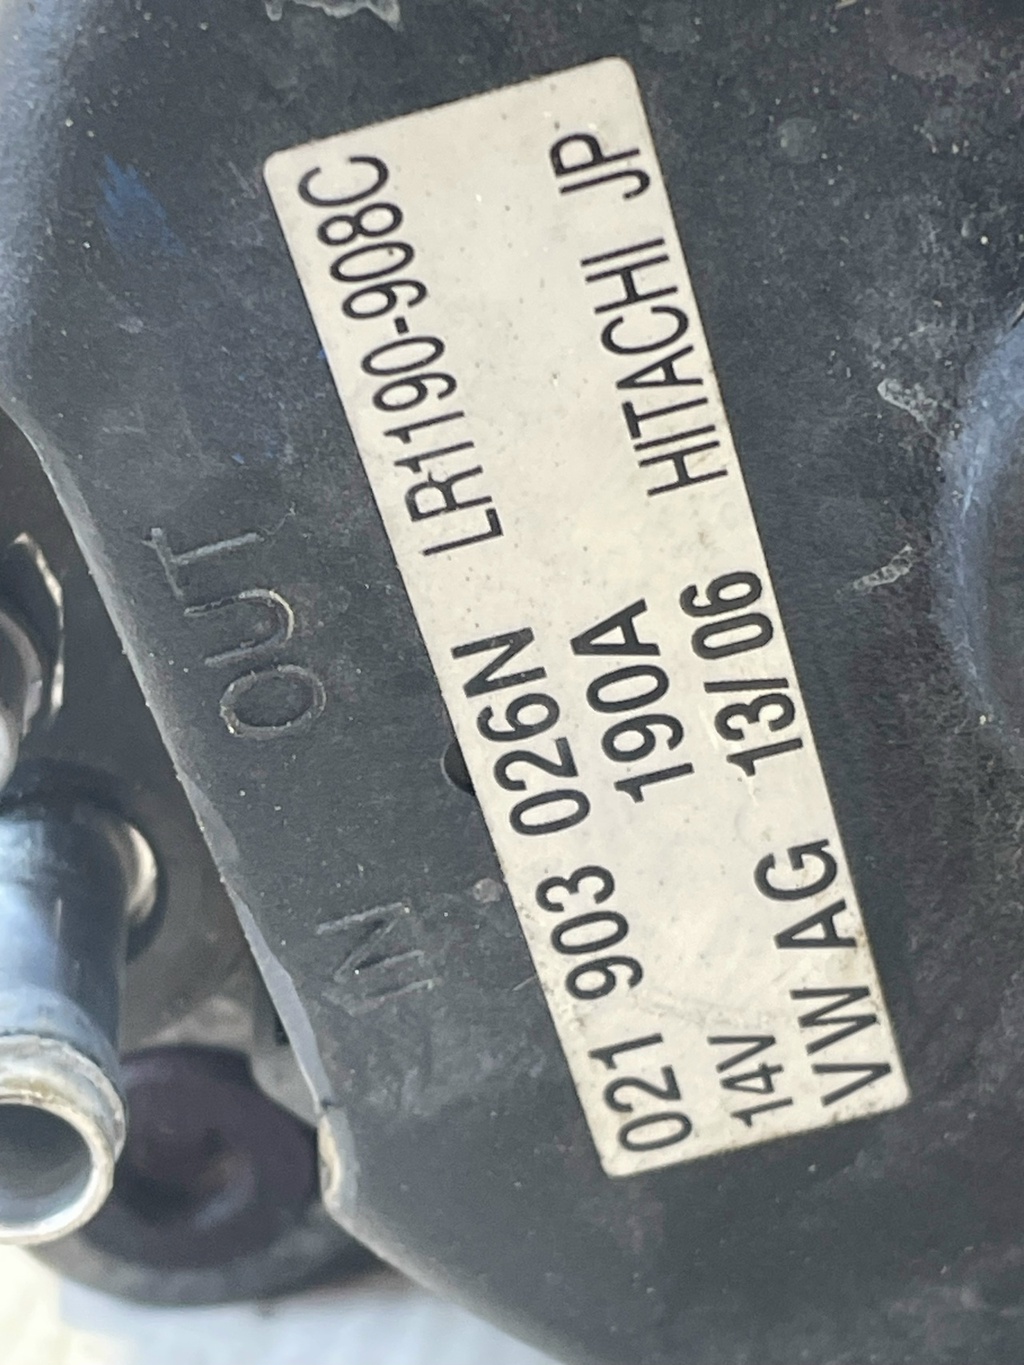 OUT
IN
021 903 026N LR1190-908C
14V 190A
VW AG 13/06 HITACHI JP